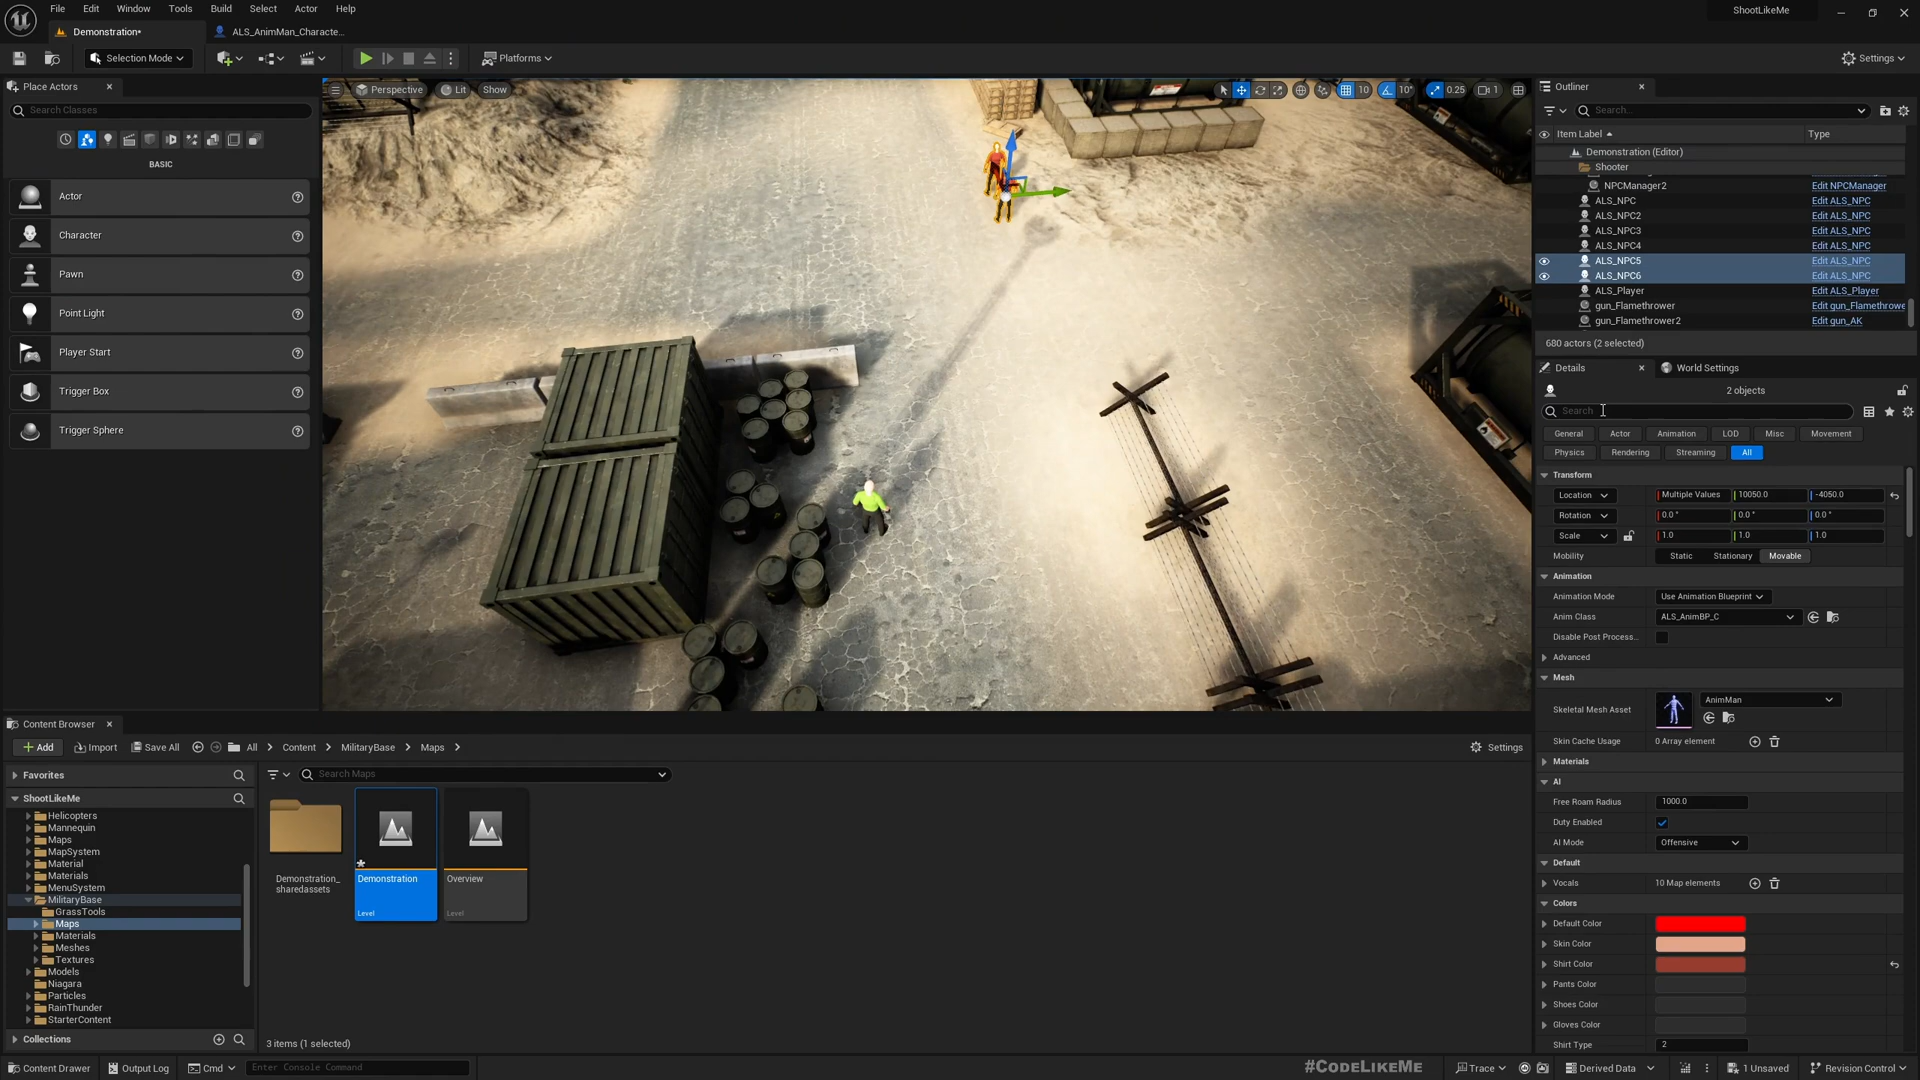 File Edit Window Tools Build Select Actor Help
ShootLikeMe
Demonstration*
ALS_AnimMan_Characte...
Selection Mode
Platforms
Settings
Place Actors
Search Classes
BASIC
Actor
Character
Pawn
Point Light
Player Start
Trigger Box
Trigger Sphere
Perspective
Lit
Show
10
10°
0.25
1
Outliner
Search...
Item Label
Type
Demonstration (Editor)
Shooter
NPCManager2 Edit NPCManager
ALS_NPC Edit ALS_NPC
ALS_NPC2 Edit ALS_NPC
ALS_NPC3 Edit ALS_NPC
ALS_NPC4 Edit ALS_NPC
ALS_NPC5 Edit ALS_NPC
ALS_NPC6 Edit ALS_NPC
ALS_Player Edit ALS_Player
gun_Flamethrower Edit gun_Flamethrowe
gun_Flamethrower2 Edit gun_AK
680 actors (2 selected)
Details
World Settings
2 objects
Search
General Actor Animation LOD Misc Movement
Physics Rendering Streaming All
Transform
Location Multiple Values 10050.0 -4050.0
Rotation 0.0° 0.0° 0.0°
Scale 1.0 1.0 1.0
Mobility Static Stationary Movable
Animation
Animation Mode Use Animation Blueprint
Anim Class ALS_AnimBP_C
Disable Post Process...
Advanced
Mesh
Skeletal Mesh Asset AnimMan
Skin Cache Usage 0 Array element
Materials
AI
Free Roam Radius 1000.0
Duty Enabled
AI Mode Offensive
Default
Vocals 10 Map elements
Colors
Default Color
Skin Color
Shirt Color
Pants Color
Shoes Color
Gloves Color
Shirt Type 2
Content Browser
Add Import Save All All Content MilitaryBase Maps
Settings
Favorites
ShootLikeMe
Helicopters
Mannequin
Maps
MapSystem
Material
Materials
MenuSystem
MilitaryBase
GrassTools
Maps
Materials
Meshes
Textures
Models
Niagara
Particles
RainThunder
StarterContent
Collections
Search Maps
Demonstration_
sharedassets
Demonstration
Level
Overview
Level
3 items (1 selected)
Content Drawer Output Log Cmd Enter Console Command
#CODELIKEME
Trace Derived Data 1 Unsaved Revision Control